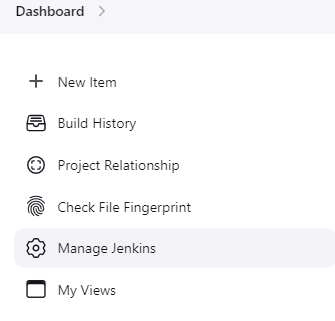 Dashboard
New Item
Build History
Project Relationship
Check File Fingerprint
Manage Jenkins
My Views